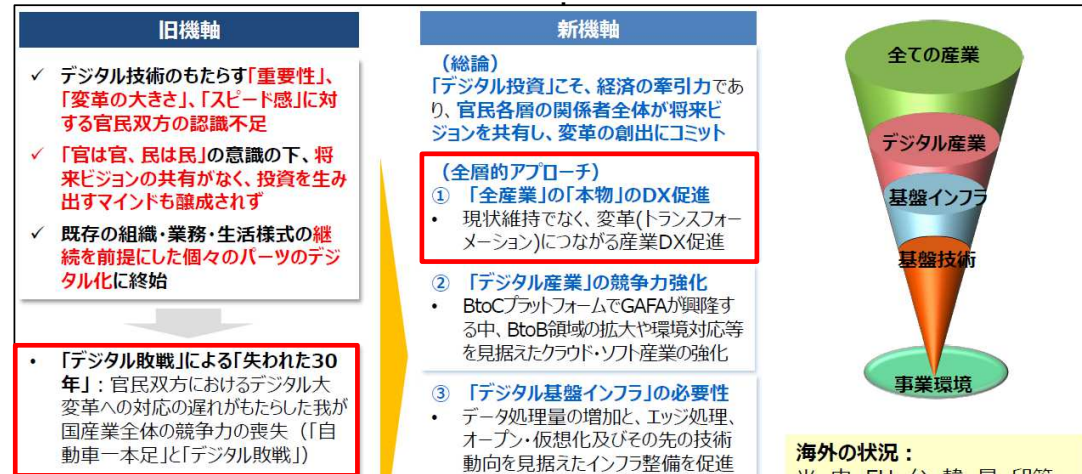 旧機軸
✓ デジタル技術のもたらす「重要性」、
「変革の大きさ」、「スピード感」に対
する官民双方の認識不足
✓ 「官は官、民は民」の意識の下、将
来ビジョンの共有がなく、投資を生み
出すマインドも醸成されず
✓ 既存の組織・業務・生活様式の継
続を前提にした個々のパーツのデジ
タル化に終始
• 「デジタル敗戦」による「失われた30
年」：官民双方におけるデジタル大
変革への対応の遅れがもたらした我が
国産業全体の競争力の喪失（「自
動車一本足」と「デジタル敗戦」）
新機軸
（総論）
「デジタル投資」こそ、経済の牽引力であ
り、官民各層の関係者全体が将来ビ
ジョンを共有し、変革の創出にコミット
（全層的アプローチ）
① 「全産業」の「本物」のDX促進
• 現状維持でなく、変革(トランスフォー
メーション)につながる産業DX促進
② 「デジタル産業」の競争力強化
• BtoCプラットフォームでGAFAが興隆す
る中、BtoB領域の拡大や環境対応等
を見据えたクラウド・ソフト産業の強化
③ 「デジタル基盤インフラ」の必要性
• データ処理量の増加と、エッジ処理、
オープン・仮想化及びその先の技術
動向を見据えたインフラ整備を促進
全ての産業
デジタル産業
基盤インフラ
基盤技術
事業環境
海外の状況：